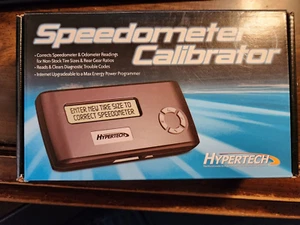 Speedometer
Calibrator
• Corrects Speedometer & Odometer Readings
for Non-Stock Tire Sizes & Rear Gear Ratios
• Reads & Clears Diagnostic Trouble Codes
• Internet Upgradeable to a Max Energy Power Programmer
ENTER NEW TIRE SIZE TO
CORRECT SPEEDOMETER
HYPERTECH
HYPERTECH